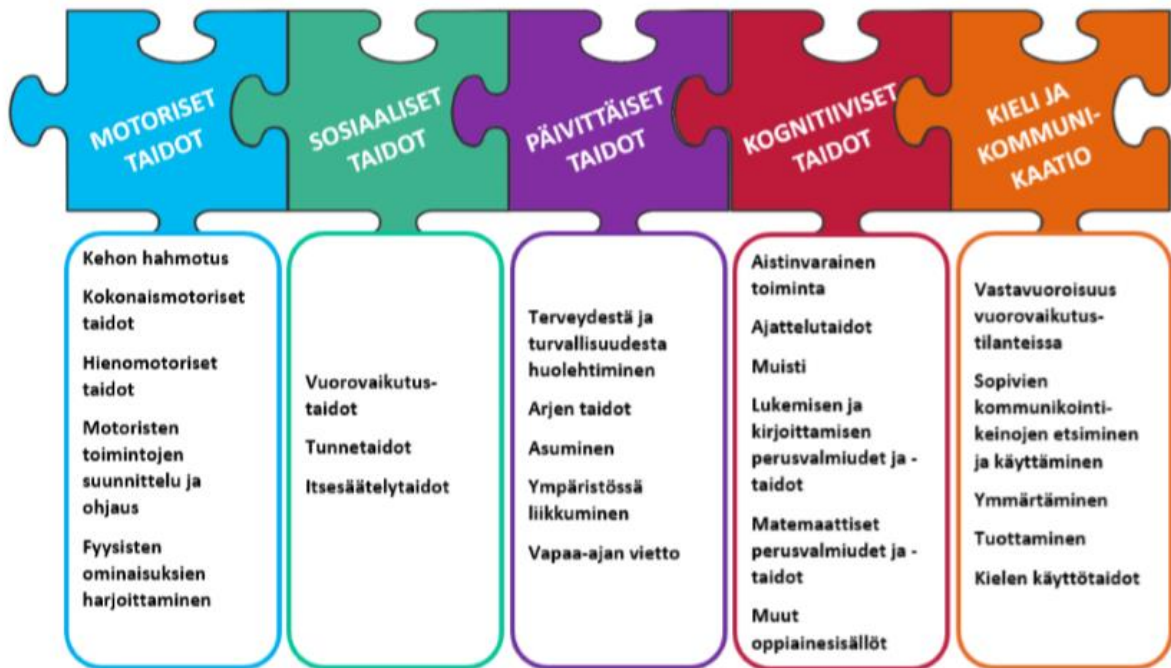 MOTORISET
TAIDOT
SOSIAALISET
TAIDOT
PÄIVITTÄISET
TAIDOT
KOGNITIIVISET
TAIDOT
KIELI JA
KOMMUNI-
KAATIO
Kehon hahmotus
Kokonaismotoriset
taidot
Hienomotoriset
taidot
Motoristen
toimintojen
suunnittelu ja
ohjaus
Fyysisten
ominaisuksien
harjoittaminen
Vuorovaikutus-
taidot
Tunnetaidot
Itsesäätelytaidot
Terveydestä ja
turvallisuudesta
huolehtiminen
Arjen taidot
Asuminen
Ympäristössä
liikkuminen
Vapaa-ajan vietto
Aistinvarainen
toiminta
Ajattelutaidot
Muisti
Lukemisen ja
kirjoittamisen
perusvalmiudet ja -
taidot
Matemaattiset
perusvalmiudet ja -
taidot
Muut
oppiainesisällöt
Vastavuoroisuus
vuorovaikutus-
tilanteissa
Sopivien
kommunikointi-
keinojen etsiminen
ja käyttäminen
Ymmärtäminen
Tuottaminen
Kielen käyttötaidot